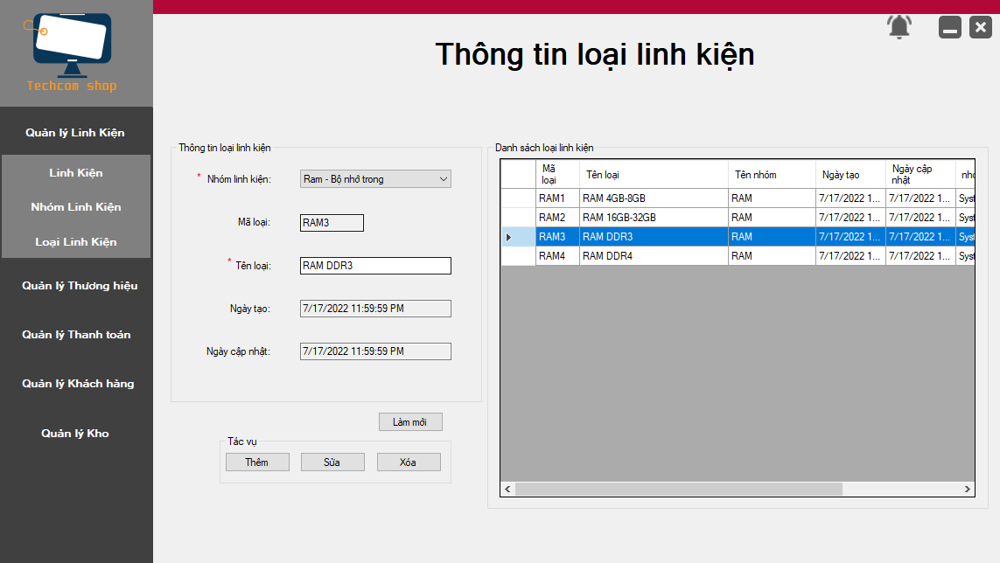 Techcom shop
Quản lý Linh Kiện
Linh Kiện
Nhóm Linh Kiện
Loại Linh Kiện
Quản lý Thương hiệu
Quản lý Thanh toán
Quản lý Khách hàng
Quản lý Kho
Thông tin loại linh kiện
Thông tin loại linh kiện
* Nhóm linh kiện: Ram - Bộ nhớ trong
Mã loại: RAM3
* Tên loại: RAM DDR3
Ngày tạo: 7/17/2022 11:59:59 PM
Ngày cập nhật: 7/17/2022 11:59:59 PM
Làm mới
Tác vụ
Thêm Sửa Xóa
Danh sách loại linh kiện
Mã loại Tên loại Tên nhóm Ngày tạo Ngày cập nhật
RAM1 RAM 4GB-8GB RAM 7/17/2022 1... 7/17/2022 1...
RAM2 RAM 16GB-32GB RAM 7/17/2022 1... 7/17/2022 1...
RAM3 RAM DDR3 RAM 7/17/2022 1... 7/17/2022 1...
RAM4 RAM DDR4 RAM 7/17/2022 1... 7/17/2022 1...